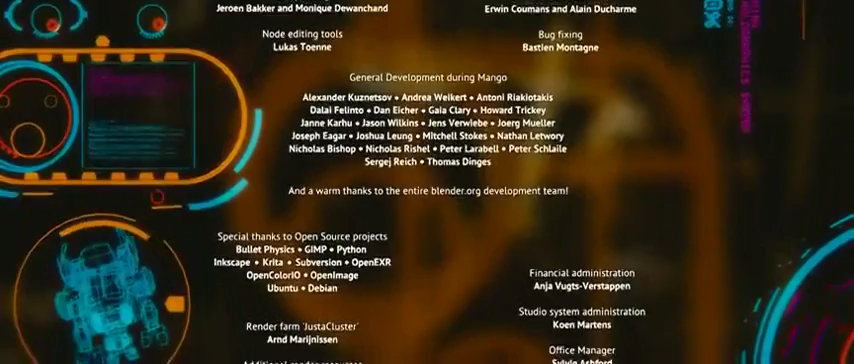 Jeroen Bakker and Monique Dewanchand
Erwin Coumans and Alain Ducharme
Node editing tools
Lukas Toenne
Bug fixing
Bastien Montagne
General Development during Mango
Alexander Kuznetsov • Andrea Weikert • Antoni Riakiotakis
Dalai Felinto • Dan Eicher • Gaia Clary • Howard Trickey
Janne Karhu • Jason Wilkins • Jens Verwiebe • Joerg Mueller
Joseph Eagar • Joshua Leung • Mitchell Stokes • Nathan Letwory
Nicholas Bishop • Nicholas Rishel • Peter Larabell • Peter Schlaile
Sergej Reich • Thomas Dinges
And a warm thanks to the entire blender.org development team!
Special thanks to Open Source projects
Bullet Physics • GIMP • Python
Inkscape • Krita • Subversion • OpenEXR
OpenColorIO • OpenImage
Ubuntu • Debian
Financial administration
Anja Vugts-Verstappen
Studio system administration
Koen Martens
Render farm 'JustaCluster'
Arnd Marijnissen
Office Manager